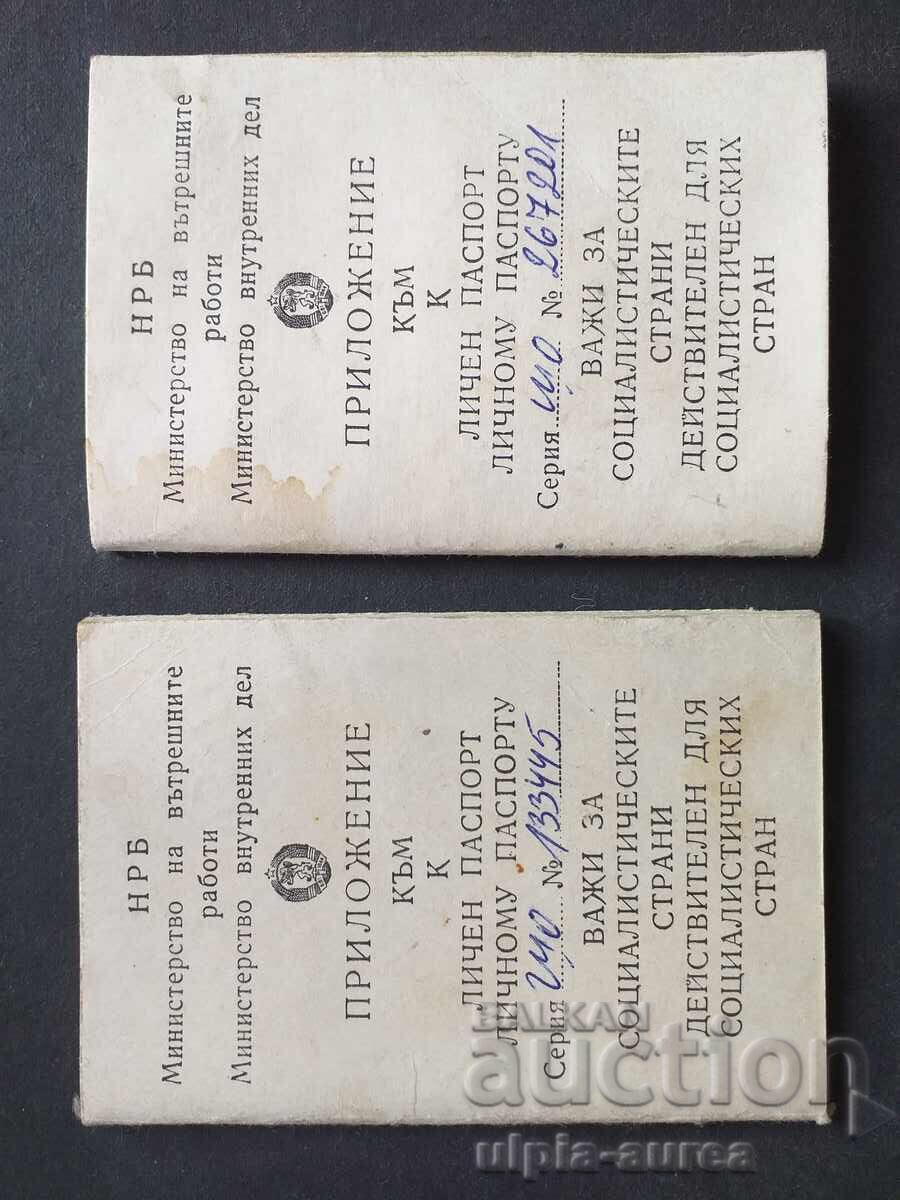 НРБ
Министерство на вътрешните
работи
Министерство внутренних дел
ПРИЛОЖЕНИЕ
КЪМ
К
ЛИЧЕН ПАСПОРТ
ЛИЧНОМУ ПАСПОРТУ
Серия № 267201
ВАЖИ ЗА
СОЦИАЛИСТИЧЕСКИТЕ
СТРАНИ
ДЕЙСТВИТЕЛЕН ДЛЯ
СОЦИАЛИСТИЧЕСКИХ
СТРАН
НРБ
Министерство на вътрешните
работи
Министерство внутренних дел
ПРИЛОЖЕНИЕ
КЪМ
К
ЛИЧЕН ПАСПОРТ
ЛИЧНОМУ ПАСПОРТУ
Серия № 133445
ВАЖИ ЗА
СОЦИАЛИСТИЧЕСКИТЕ
СТРАНИ
ДЕЙСТВИТЕЛЕН ДЛЯ
СОЦИАЛИСТИЧЕСКИХ
СТРАН
BALKAN
auction
ulpia-aurea